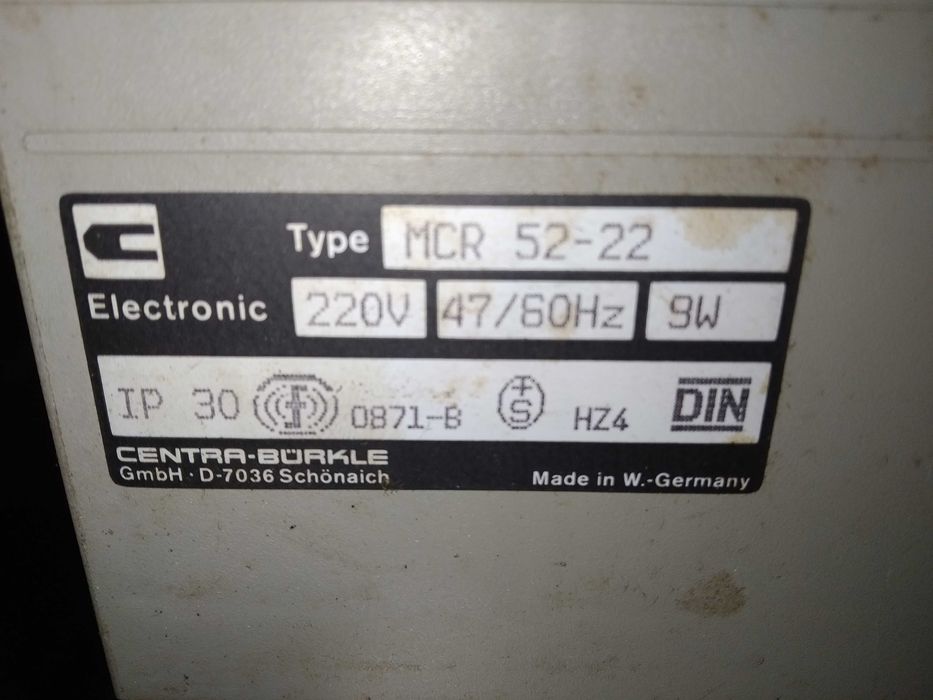 Type MCR 52-22
Electronic 220V 47/60Hz 9W
IP 30 0871-B +S HZ4 DIN
CENTRA-BÜRKLE
GmbH · D-7036 Schönaich Made in W.-Germany